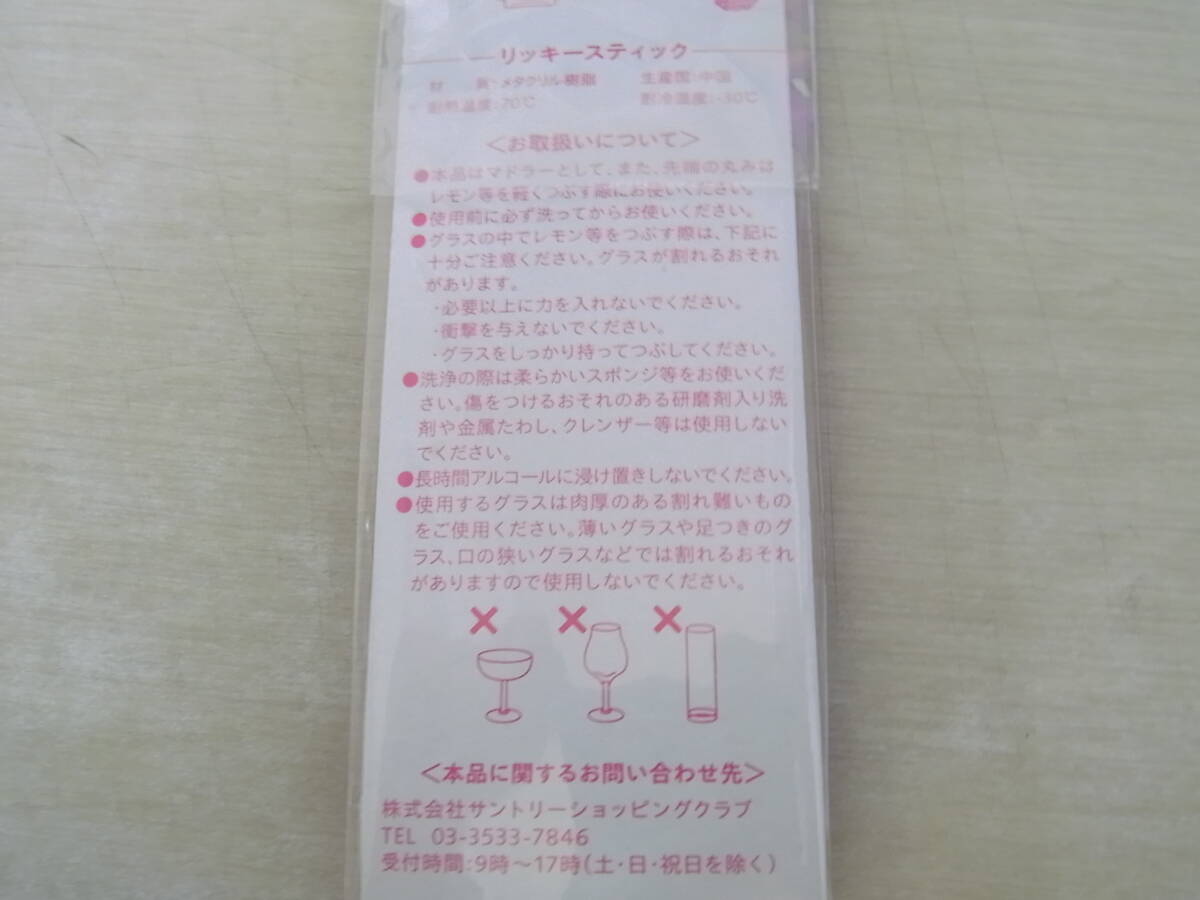 リッキースティック
材　質:メタクリル樹脂　生産国:中国
耐熱温度:70℃　耐冷温度:-30℃
＜お取扱いについて＞
●本品はマドラーとして、また、先端の丸みは
レモン等を軽くつぶす際にお使いください。
●使用前に必ず洗ってからお使いください。
●グラスの中でレモン等をつぶす際は、下記に
十分ご注意ください。グラスが割れるおそれ
があります。
・必要以上に力を入れないでください。
・衝撃を与えないでください。
・グラスをしっかり持ってつぶしてください。
●洗浄の際は柔らかいスポンジ等をお使いくだ
さい。傷をつけるおそれのある研磨剤入り洗
剤や金属たわし、クレンザー等は使用しない
でください。
●長時間アルコールに浸け置きしないでください。
●使用するグラスは肉厚のある割れ難いもの
をご使用ください。薄いグラスや足つきのグ
ラス、口の狭いグラスなどでは割れるおそれ
がありますので使用しないでください。
＜本品に関するお問い合わせ先＞
株式会社サントリーショッピングクラブ
TEL 03-3533-7846
受付時間:9時～17時(土・日・祝日を除く)